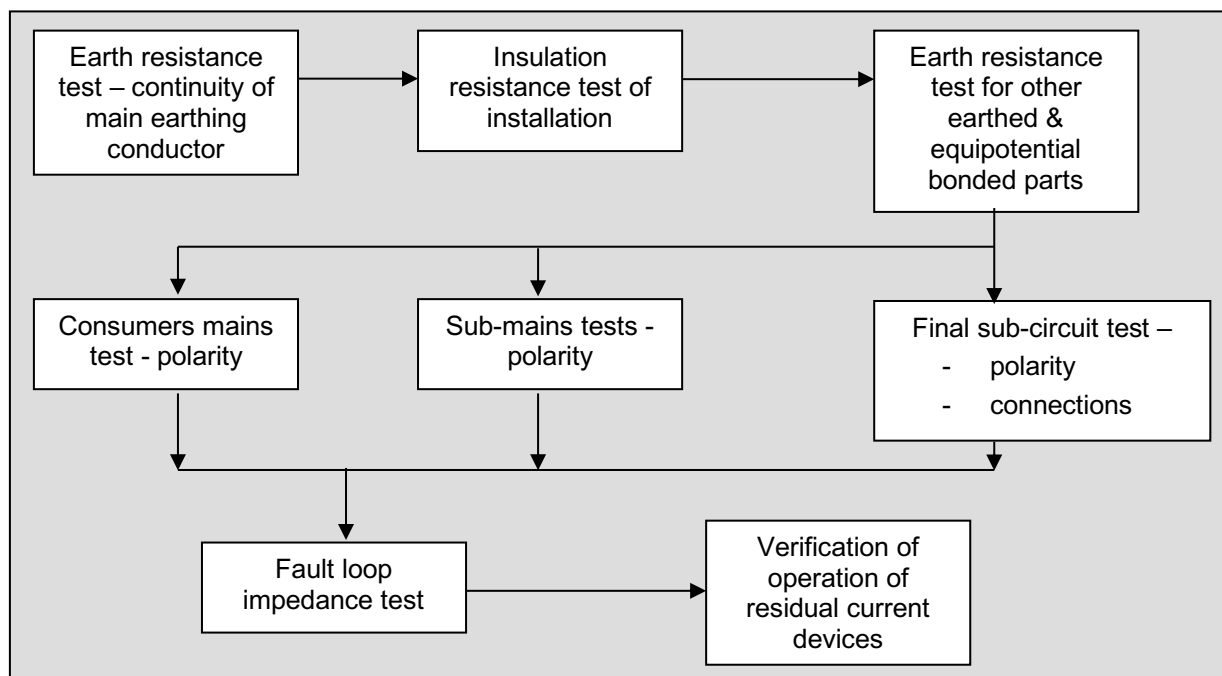 Earth resistance
test – continuity of
main earthing
conductor
Insulation
resistance test of
installation
Earth resistance
test for other
earthed &
equipotential
bonded parts
Consumers mains
test - polarity
Sub-mains tests -
polarity
Final sub-circuit test –
- polarity
- connections
Fault loop
impedance test
Verification of
operation of
residual current
devices